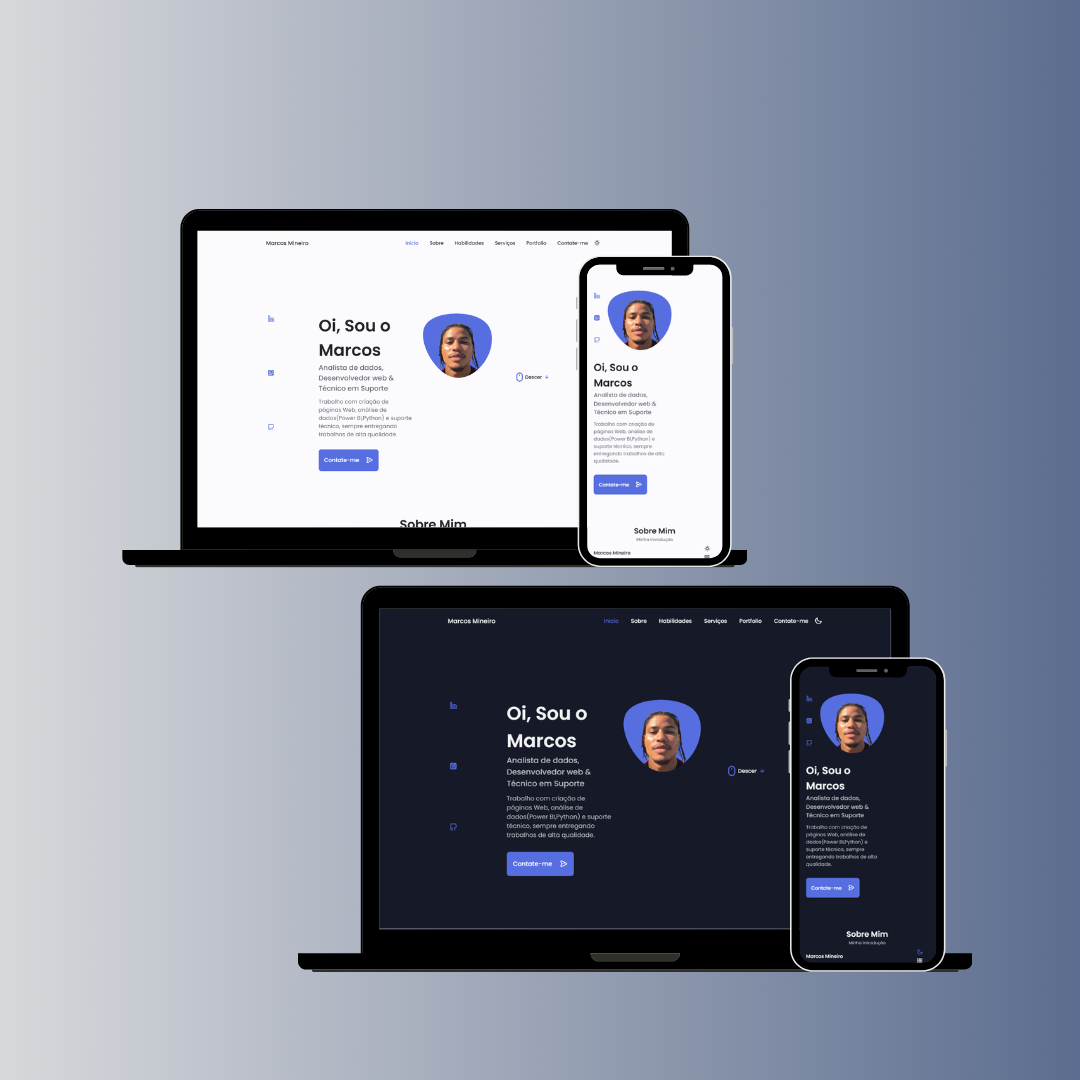 Marcos Mineiro
Início Sobre Habilidades Serviços Portfolio Contate-me
Oi, Sou o
Marcos
Analista de dados,
Desenvolvedor web &
Técnico em Suporte
Trabalho com criação de
páginas Web, análise de
dados(Power BI,Python) e suporte
técnico, sempre entregando
trabalhos de alta qualidade.
Contate-me
Descer
Sobre Mim
Oi, Sou o
Marcos
Analista de dados,
Desenvolvedor web &
Técnico em Suporte
Trabalho com criação de
páginas Web, análise de
dados(Power BI,Python) e
suporte técnico, sempre
entregando trabalhos de alta
qualidade.
Contate-me
Sobre Mim
Minha introdução
Marcos Mineiro
Marcos Mineiro
Início Sobre Habilidades Serviços Portfolio Contate-me
Oi, Sou o
Marcos
Analista de dados,
Desenvolvedor web &
Técnico em Suporte
Trabalho com criação de
páginas Web, análise de
dados(Power BI,Python) e suporte
técnico, sempre entregando
trabalhos de alta qualidade.
Contate-me
Descer
Oi, Sou o
Marcos
Analista de dados,
Desenvolvedor web &
Técnico em Suporte
Trabalho com criação de
páginas Web, análise de
dados(Power BI,Python) e
suporte técnico, sempre
entregando trabalhos de alta
qualidade.
Contate-me
Sobre Mim
Minha introdução
Marcos Mineiro